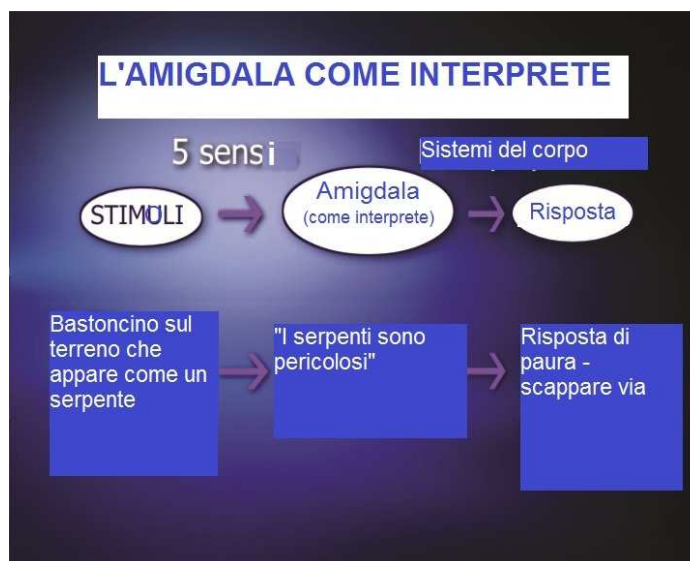 L'AMIGDALA COME INTERPRETE
5 sensi
Sistemi del corpo
STIMOLI
Amigdala
(come interprete)
Risposta
Bastoncino sul
terreno che
appare come un
serpente
"I serpenti sono
pericolosi"
Risposta di
paura -
scappare via